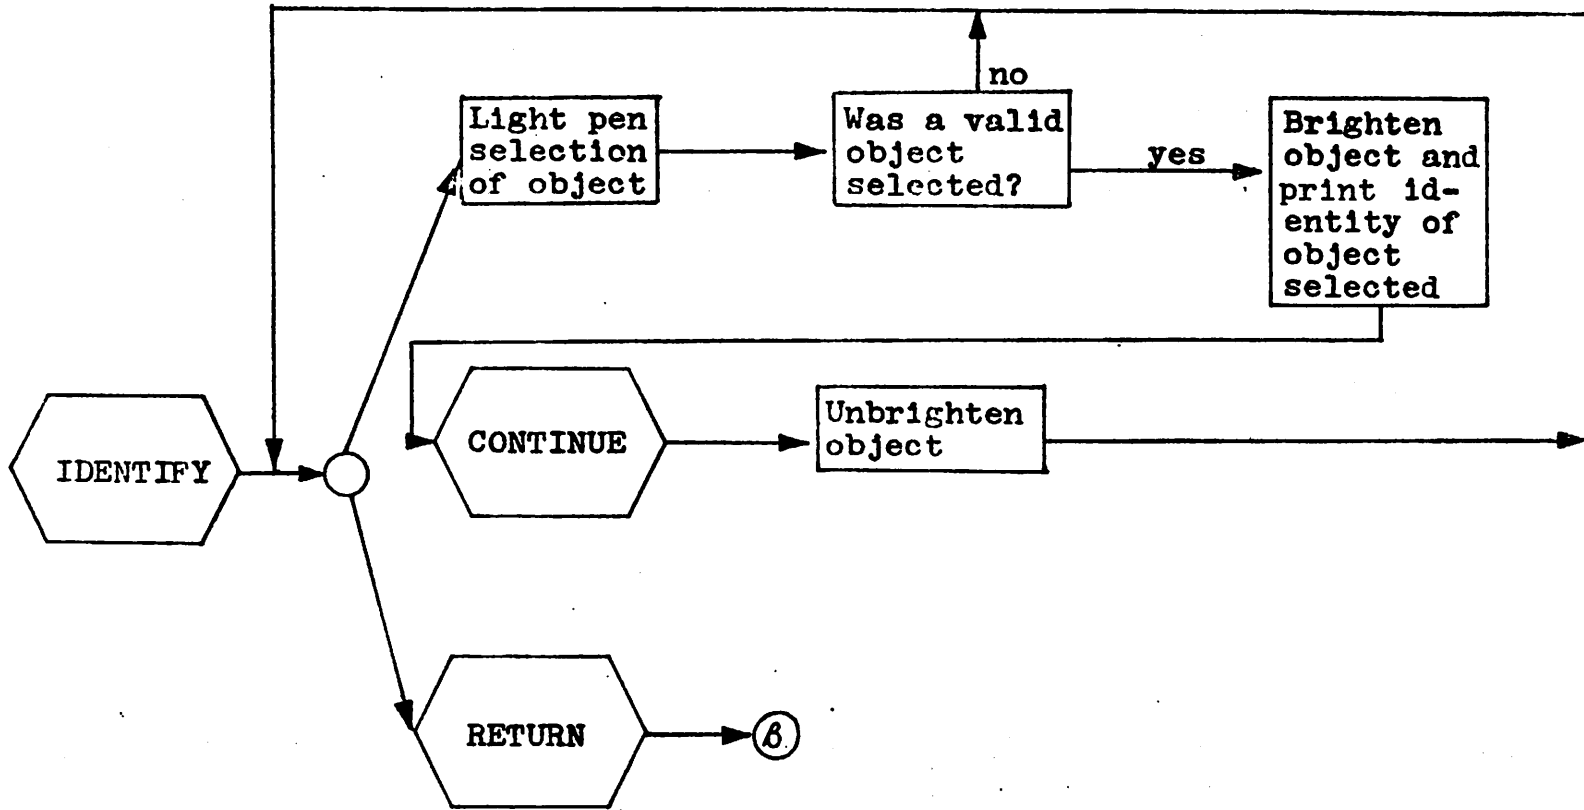 no
Light pen
selection
of object
Was a valid
object
selected?
yes
Brighten
object and
print id-
entity of
object
selected
IDENTIFY
CONTINUE
Unbrighten
object
RETURN
β